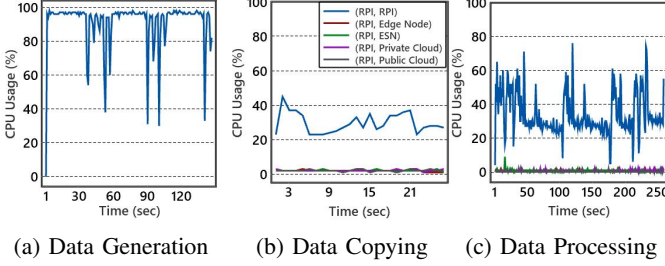 100
80
60
40
20
0
CPU Usage (%)
1 30 60 90 120
Time (sec)
(a) Data Generation
(RPI, RPI)
(RPI, Edge Node)
(RPI, ESN)
(RPI, Private Cloud)
(RPI, Public Cloud)
100
80
60
40
20
0
CPU Usage (%)
3 9 15 21
Time (sec)
(b) Data Copying
100
80
60
40
20
0
CPU Usage (%)
1 50 100 150 200 250
Time (sec)
(c) Data Processing